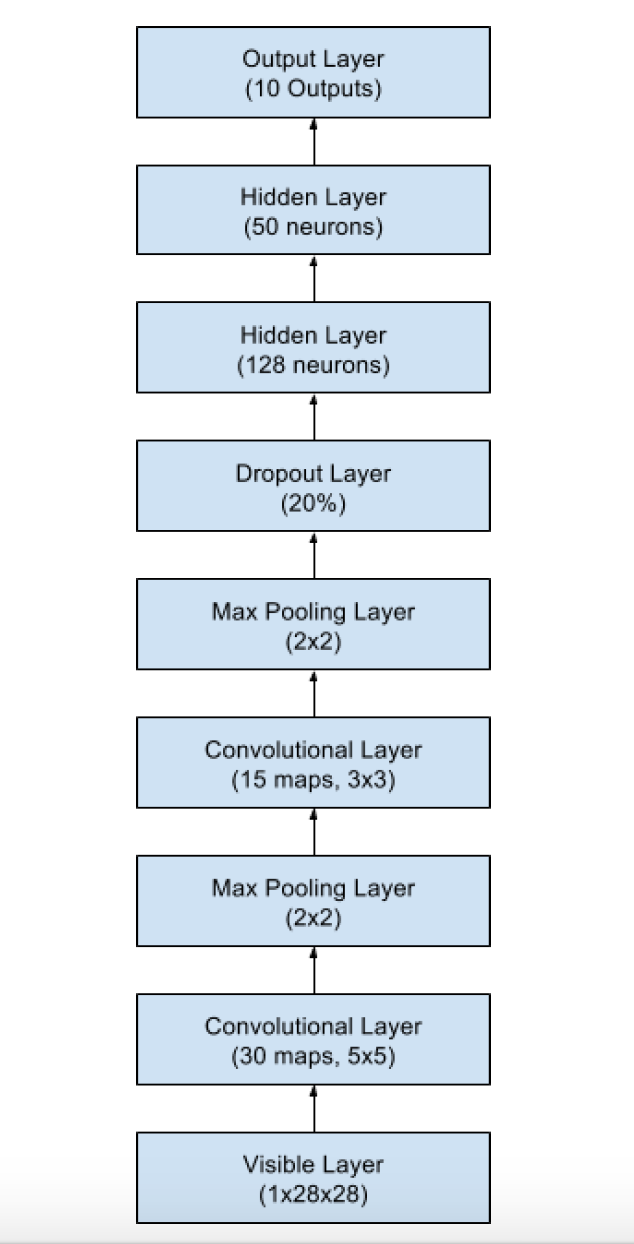 Output Layer
(10 Outputs)
Hidden Layer
(50 neurons)
Hidden Layer
(128 neurons)
Dropout Layer
(20%)
Max Pooling Layer
(2x2)
Convolutional Layer
(15 maps, 3x3)
Max Pooling Layer
(2x2)
Convolutional Layer
(30 maps, 5x5)
Visible Layer
(1x28x28)